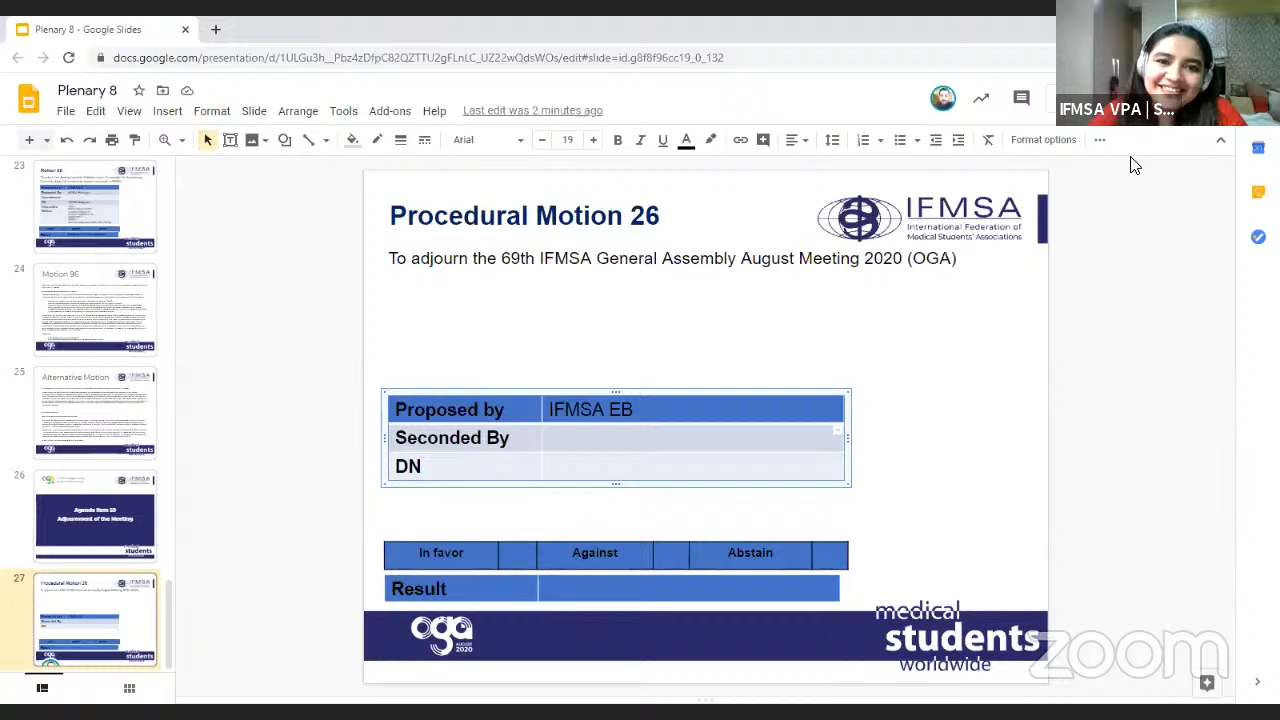 Plenary 8 - Google Slides
docs.google.com/presentation/d/1ULGu3h__Pbz4zDfpC82QZTTU2gFLntz_UZ22wQdsWOs/edit#slide=id.g8f8f96cc19_0_132
Plenary 8
File Edit View Insert Format Slide Arrange Tools Add-ons Help Last edit was 2 minutes ago
IFMSA VPA | S...
Arial 19 Format options
23
Motion 26
24
Motion 96
25
Alternative Motion
26
Agenda Item 59
Adjournment of the Meeting
27
Procedural Motion 26
Procedural Motion 26
IFMSA
International Federation of
Medical Students' Associations
To adjourn the 69th IFMSA General Assembly August Meeting 2020 (OGA)
Proposed By IFMSA EB
Seconded By
DN
In favor Against Abstain
Result
oga
AUGUST
2020
medical
students
worldwide
zoom